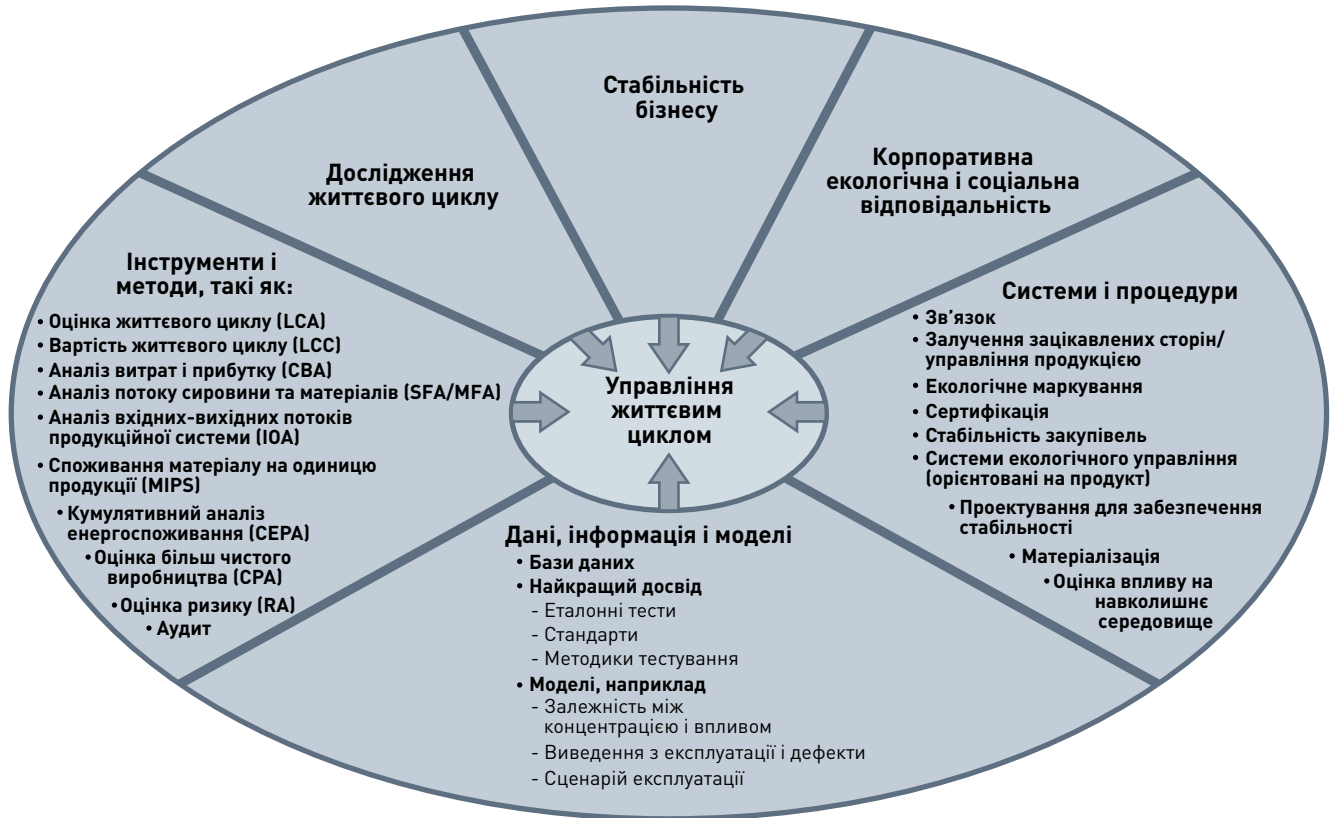 Стабільність
бізнесу
Дослідження
життєвого циклу
Корпоративна
екологічна і соціальна
відповідальність
Інструменти і
методи, такі як:
• Оцінка життєвого циклу (LCA)
• Вартість життєвого циклу (LCC)
• Аналіз витрат і прибутку (CBA)
• Аналіз потоку сировини та матеріалів (SFA/MFA)
• Аналіз вхідних-вихідних потоків
продукційної системи (IOA)
• Споживання матеріалу на одиницю
продукції (MIPS)
• Кумулятивний аналіз
енергоспоживання (CEPA)
• Оцінка більш чистого
виробництва (CPA)
• Оцінка ризику (RA)
• Аудит
Управління
життєвим
циклом
Системи і процедури
• Зв’язок
• Залучення зацікавлених сторін/
управління продукцією
• Екологічне маркування
• Сертифікація
• Стабільність закупівель
• Системи екологічного управління
(орієнтовані на продукт)
• Проектування для забезпечення
стабільності
• Матеріалізація
• Оцінка впливу на
навколишнє
середовище
Дані, інформація і моделі
• Бази даних
• Найкращий досвід
- Еталонні тести
- Стандарти
- Методики тестування
• Моделі, наприклад
- Залежність між
концентрацією і впливом
- Виведення з експлуатації і дефекти
- Сценарій експлуатації